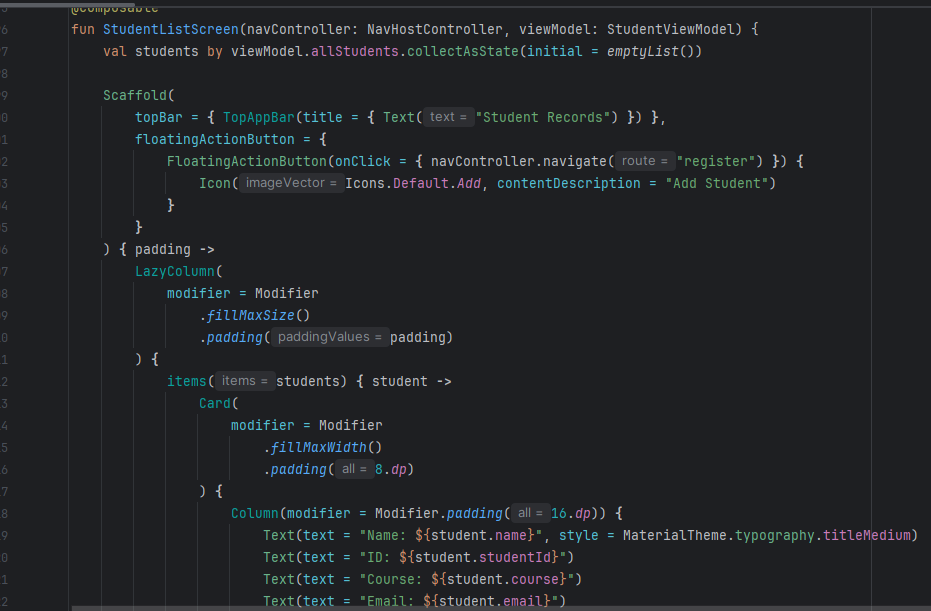 @Composable
fun StudentListScreen(navController: NavHostController, viewModel: StudentViewModel) {
    val students by viewModel.allStudents.collectAsState(initial = emptyList())

    Scaffold(
        topBar = { TopAppBar(title = { Text( text = "Student Records") }) },
        floatingActionButton = {
            FloatingActionButton(onClick = { navController.navigate( route = "register") }) {
                Icon( imageVector = Icons.Default.Add, contentDescription = "Add Student")
            }
        }
    ) { padding ->
        LazyColumn(
            modifier = Modifier
                .fillMaxSize()
                .padding( paddingValues = padding)
        ) {
            items( items = students) { student ->
                Card(
                    modifier = Modifier
                        .fillMaxWidth()
                        .padding( all = 8.dp)
                ) {
                    Column(modifier = Modifier.padding( all = 16.dp)) {
                        Text(text = "Name: ${student.name}", style = MaterialTheme.typography.titleMedium)
                        Text(text = "ID: ${student.studentId}")
                        Text(text = "Course: ${student.course}")
                        Text(text = "Email: ${student.email}")